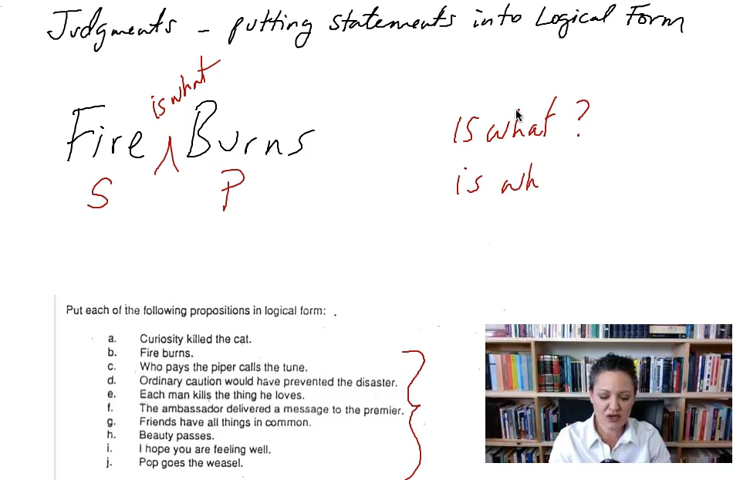 Judgments - putting statements into Logical Form
is what
Fire Burns
S P
is what?
is wh
Put each of the following propositions in logical form: .
a. Curiosity killed the cat.
b. Fire burns.
c. Who pays the piper calls the tune.
d. Ordinary caution would have prevented the disaster.
e. Each man kills the thing he loves.
f. The ambassador delivered a message to the premier.
g. Friends have all things in common.
h. Beauty passes.
i. I hope you are feeling well.
j. Pop goes the weasel.